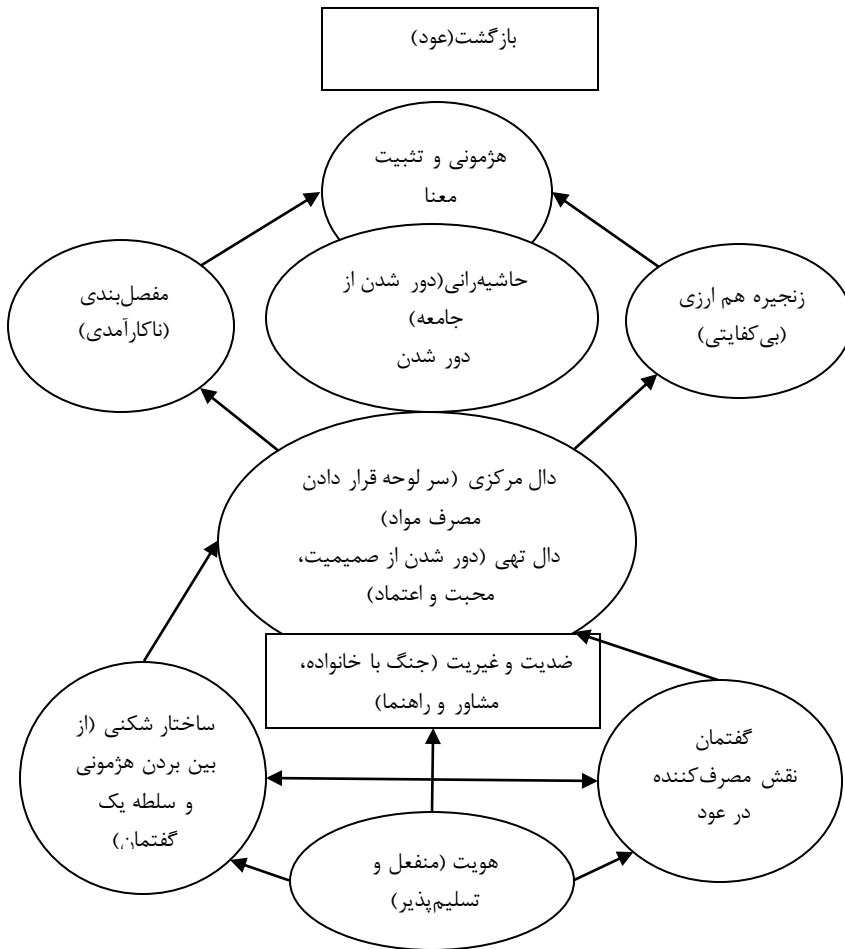 بازگشت(عود)
هژمونی و تثبیت
معنا
زنجیره هم ارزی
(بی‌کفایتی)
حاشیه‌رانی(دور شدن از
جامعه)
دور شدن
مفصل‌بندی
(ناکارآمدی)
دال مرکزی (سر لوحه قرار دادن
مصرف مواد)
دال تهی (دور شدن از صمیمیت،
محبت و اعتماد)
ضدیت و غیریت (جنگ با خانواده،
مشاور و راهنما)
گفتمان
نقش مصرف‌کننده
در عود
ساختار شکنی (از
بین بردن هژمونی
و سلطه یک
گفتمان)
هویت (منفعل و
تسلیم‌پذیر)